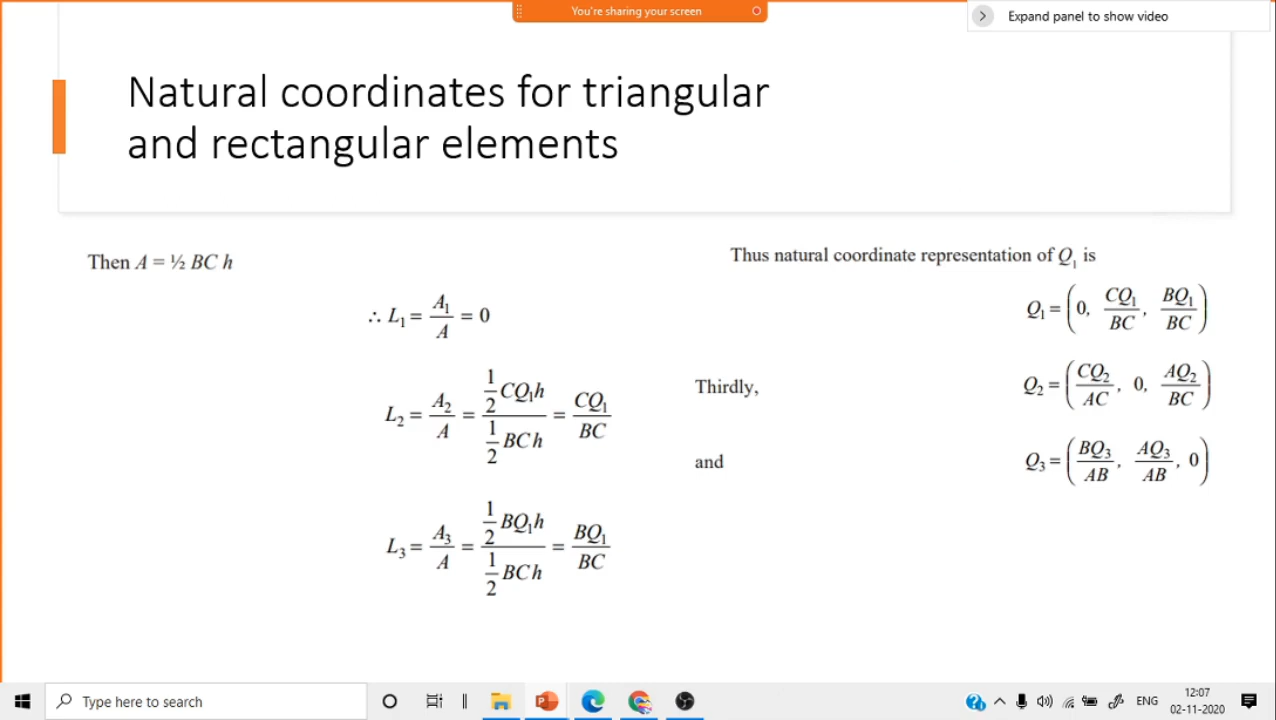 You're sharing your screen
Expand panel to show video
Natural coordinates for triangular
and rectangular elements
Then A = ½ BC h
∴ L₁ = A₁/A = 0
L₂ = A₂/A = (1/2 CQ₁h)/(1/2 BC h) = CQ₁/BC
L₃ = A₃/A = (1/2 BQ₁h)/(1/2 BC h) = BQ₁/BC
Thus natural coordinate representation of Q₁ is
Q₁ = (0, CQ₁/BC, BQ₁/BC)
Thirdly, Q₂ = (CQ₂/AC, 0, AQ₂/BC)
and Q₃ = (BQ₃/AB, AQ₃/AB, 0)
Type here to search
ENG
12:07
02-11-2020